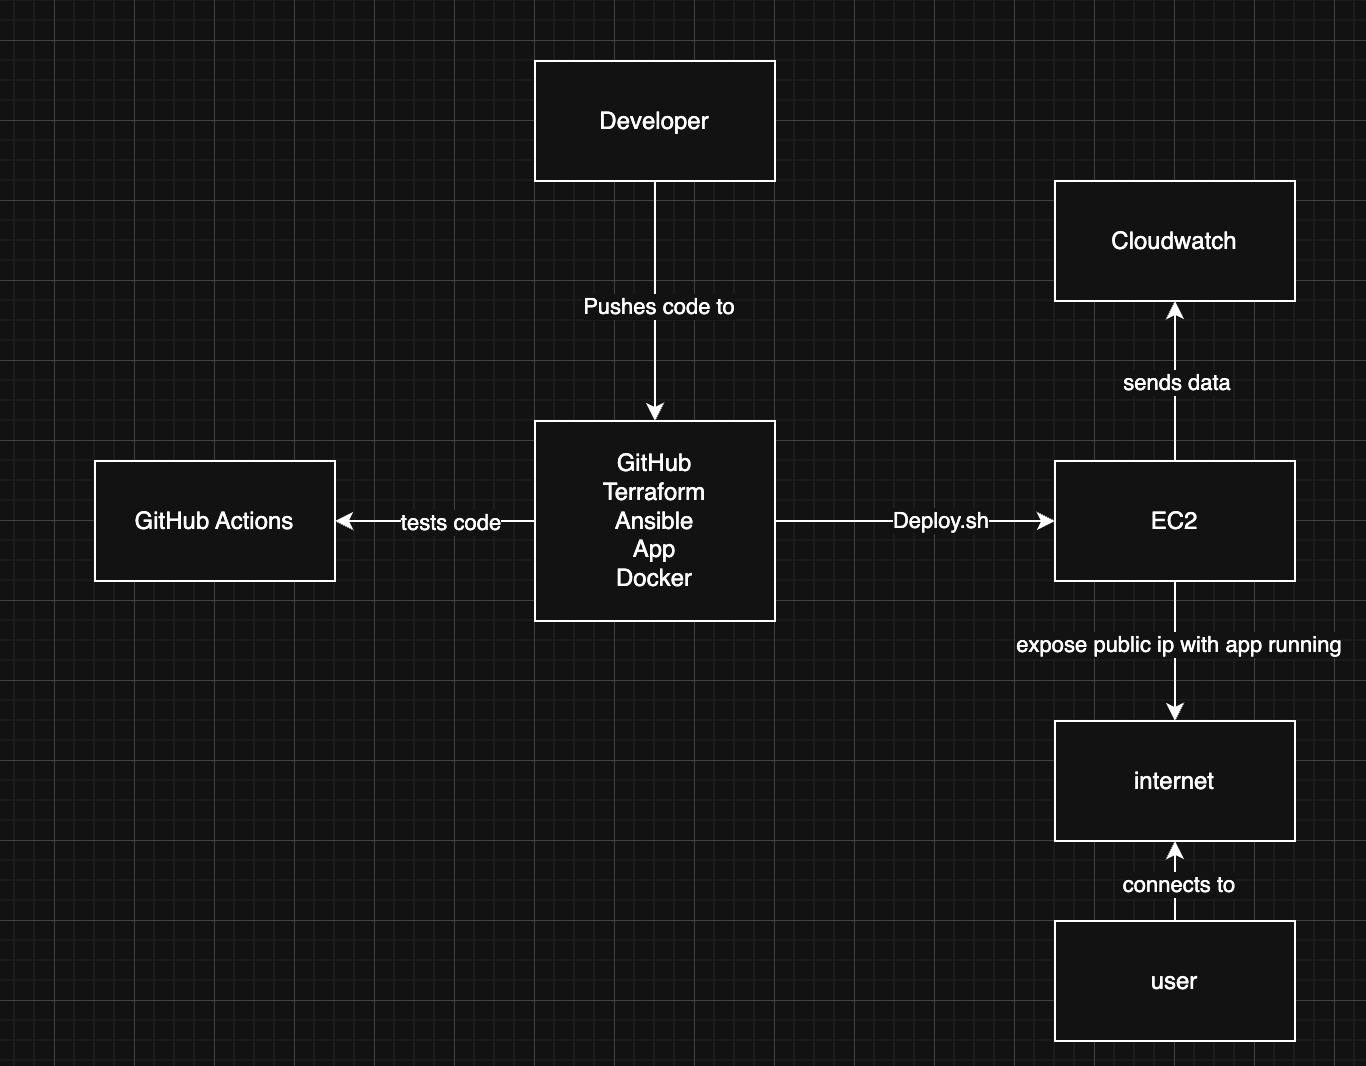 Developer
Cloudwatch
Pushes code to
sends data
GitHub
Terraform
Ansible
App
Docker
GitHub Actions
tests code
Deploy.sh
EC2
expose public ip with app running
internet
connects to
user